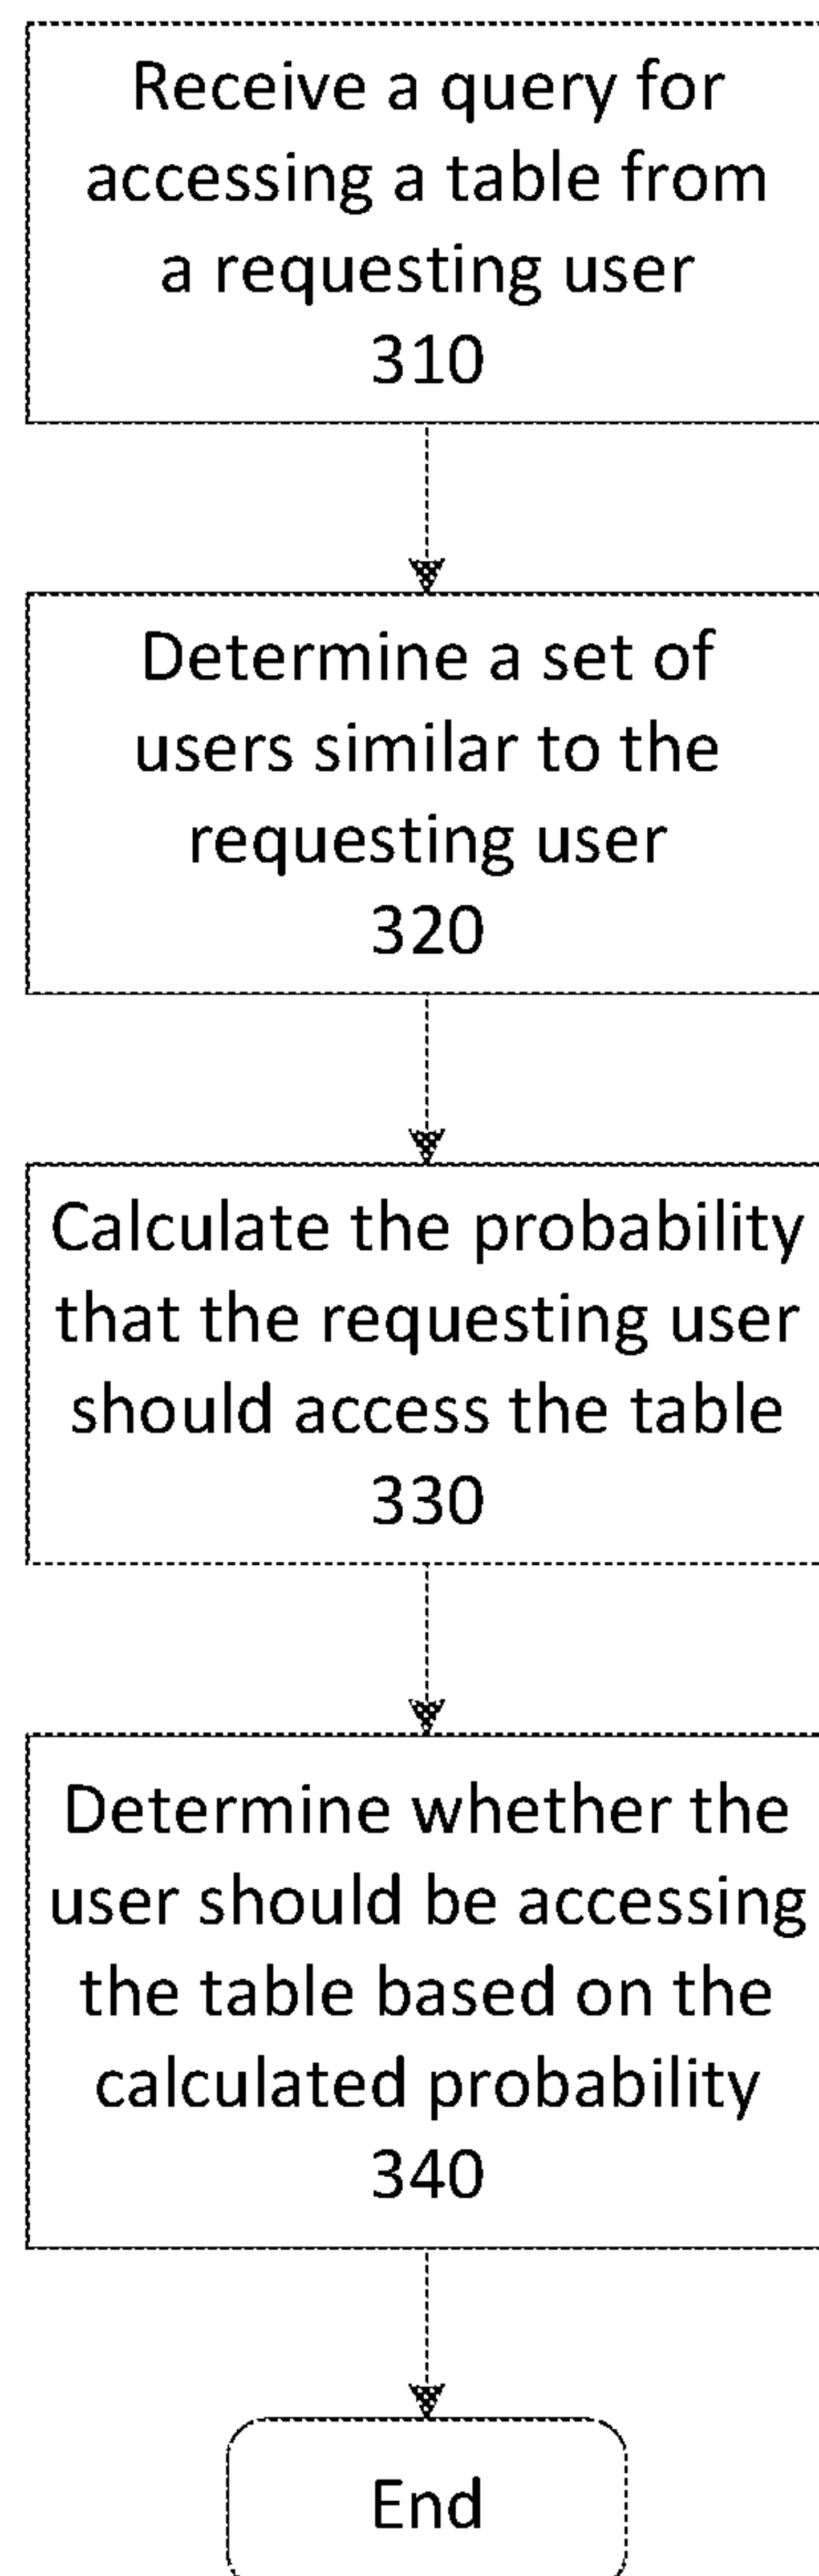 Receive a query for
accessing a table from
a requesting user
310
Determine a set of
users similar to the
requesting user
320
Calculate the probability
that the requesting user
should access the table
330
Determine whether the
user should be accessing
the table based on the
calculated probability
340
End